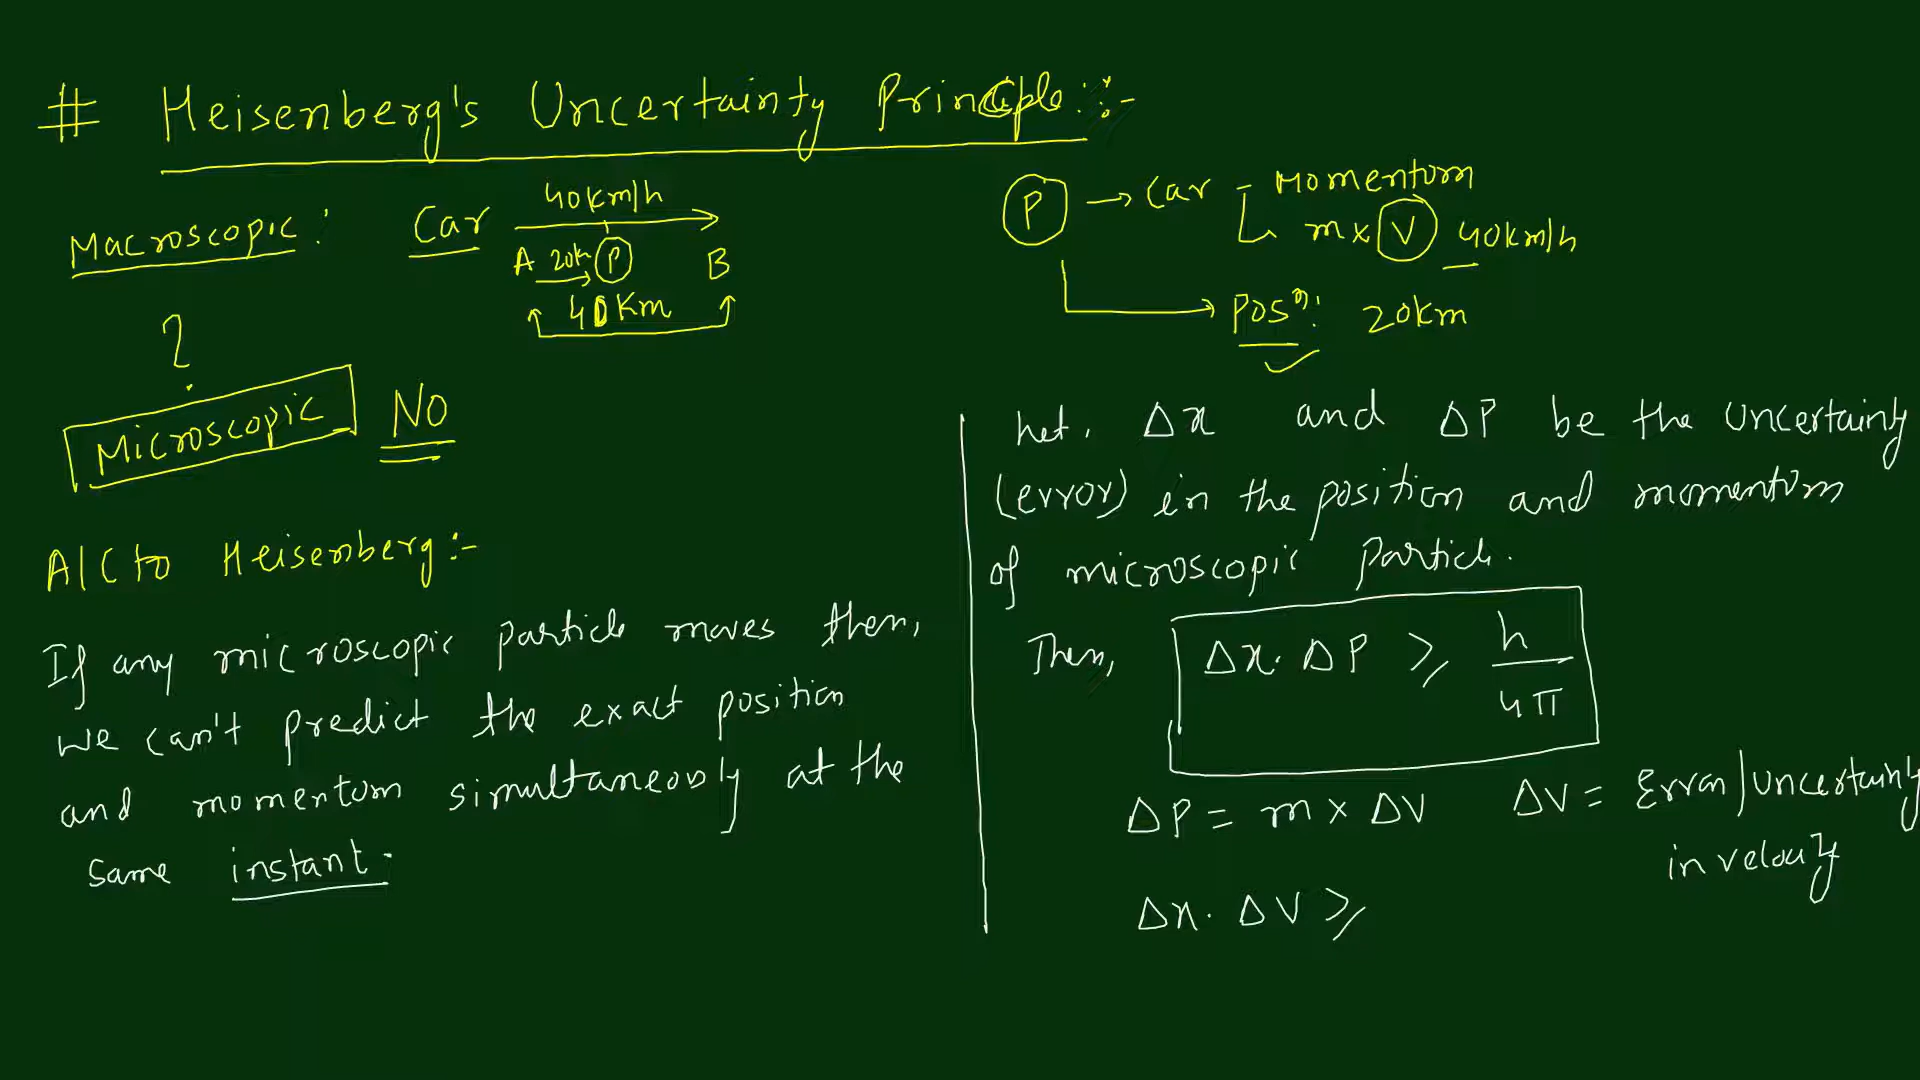 # Heisenberg's Uncertainty Principle::-
Macroscopic: Car 40km/h
A 20k P B
40 Km
P → Car - Momentum
m x V 40km/h
→ Posn: 20km
?
Microscopic NO
A/C to Heisenberg:-
If any microscopic particle moves then,
we can't predict the exact position
and momentum simultaneously at the
same instant.
Let, Δx and ΔP be the uncertainty
(error) in the position and momentum
of microscopic particle.
Then, Δx. ΔP ≥ h/4π
ΔP = m x ΔV ΔV = Error/uncertainty
in velocity
Δx. ΔV ≥